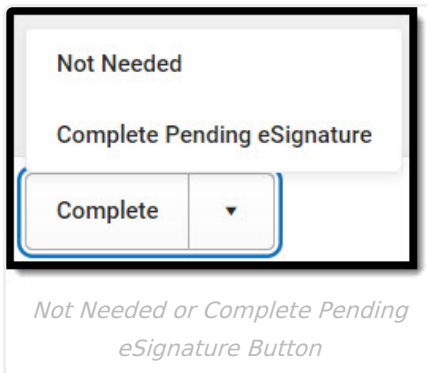 Not Needed
Complete Pending eSignature
Complete
Not Needed or Complete Pending
eSignature Button